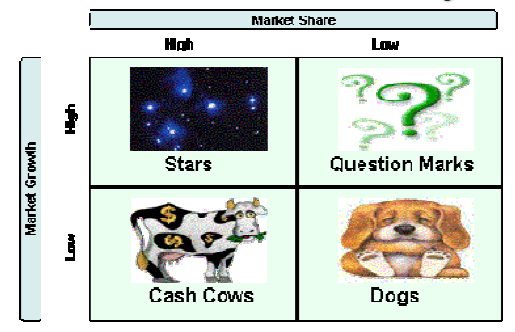 Market Share
High Low
Market Growth
High
Stars Question Marks
Low
$ $
Cash Cows Dogs